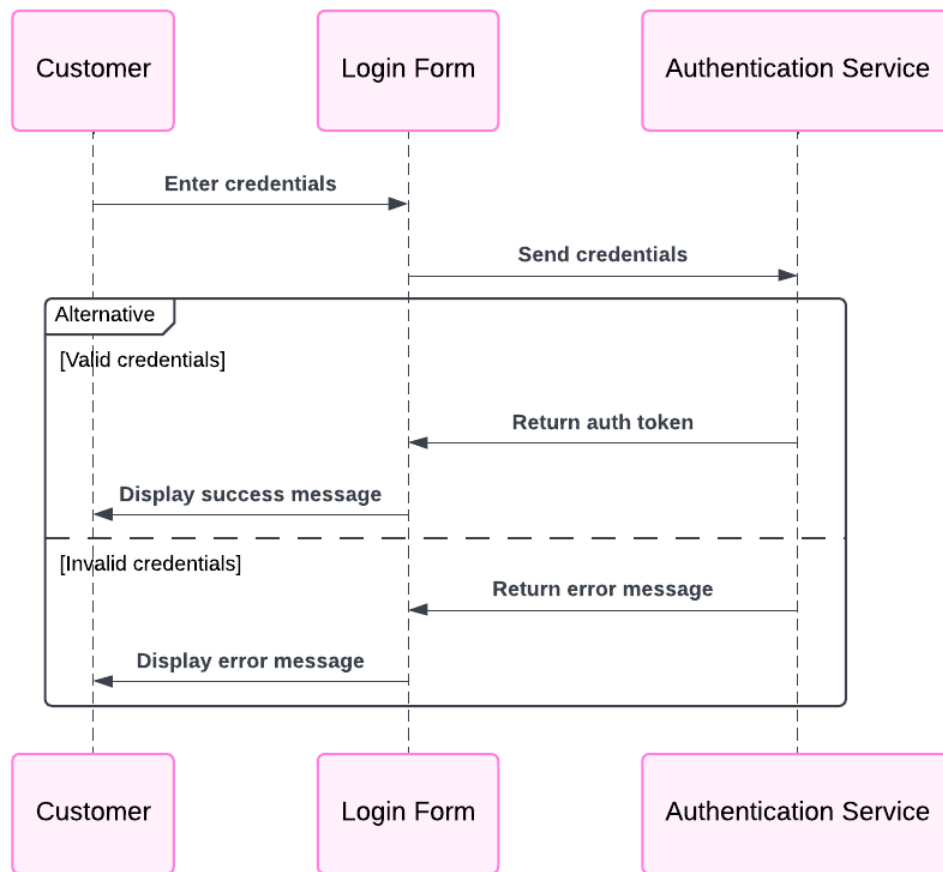 Customer
Login Form
Authentication Service
Enter credentials
Send credentials
Alternative
[Valid credentials]
Return auth token
Display success message
[Invalid credentials]
Return error message
Display error message
Customer
Login Form
Authentication Service